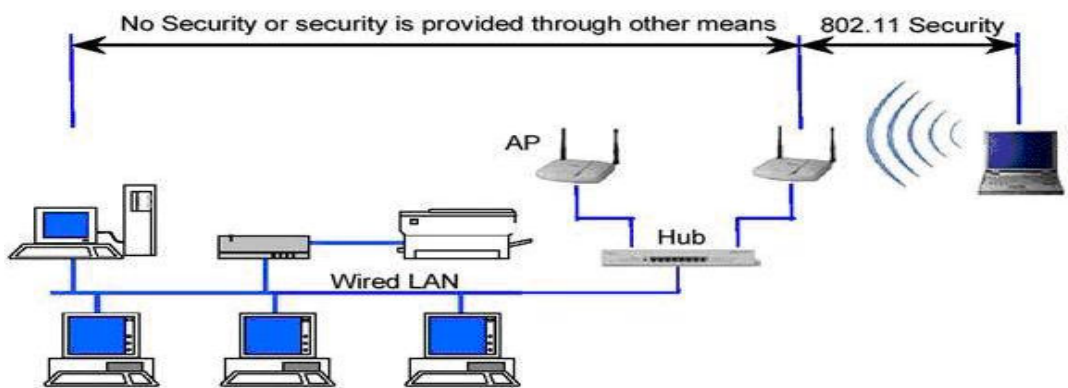 No Security or security is provided through other means
802.11 Security
AP
Hub
Wired LAN